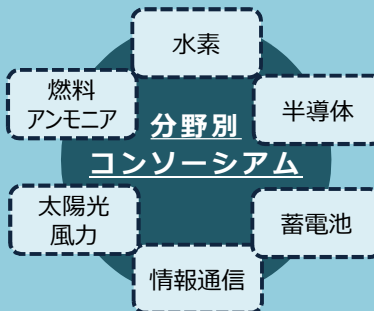 水素
燃料
アンモニア
半導体
分野別
コンソーシアム
太陽光
風力
蓄電池
情報通信